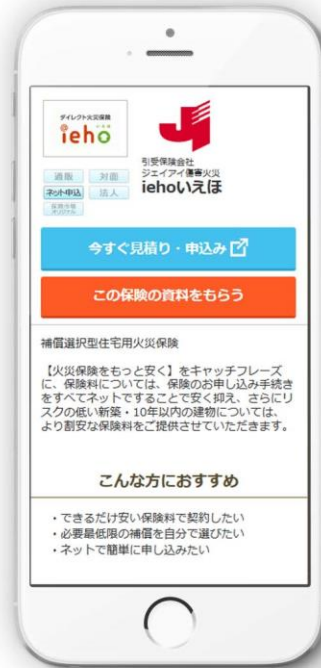 ダイレクト火災保険
ieho
引受保険会社
ジェイアイ傷害火災
iehoいえほ
通販
対面
ネット申込
法人
保険市場
オリジナル
今すぐ見積り・申込み
この保険の資料をもらう
補償選択型住宅用火災保険
【火災保険をもっと安く】をキャッチフレーズ
に、保険料については、保険のお申し込み手続き
をすべてネットですることで安く抑え、さらにリ
スクの低い新築・10年以内の建物については、
より割安な保険料をご提供させていただきます。
こんな方におすすめ
・できるだけ安い保険料で契約したい
・必要最低限の補償を自分で選びたい
・ネットで簡単に申し込みたい